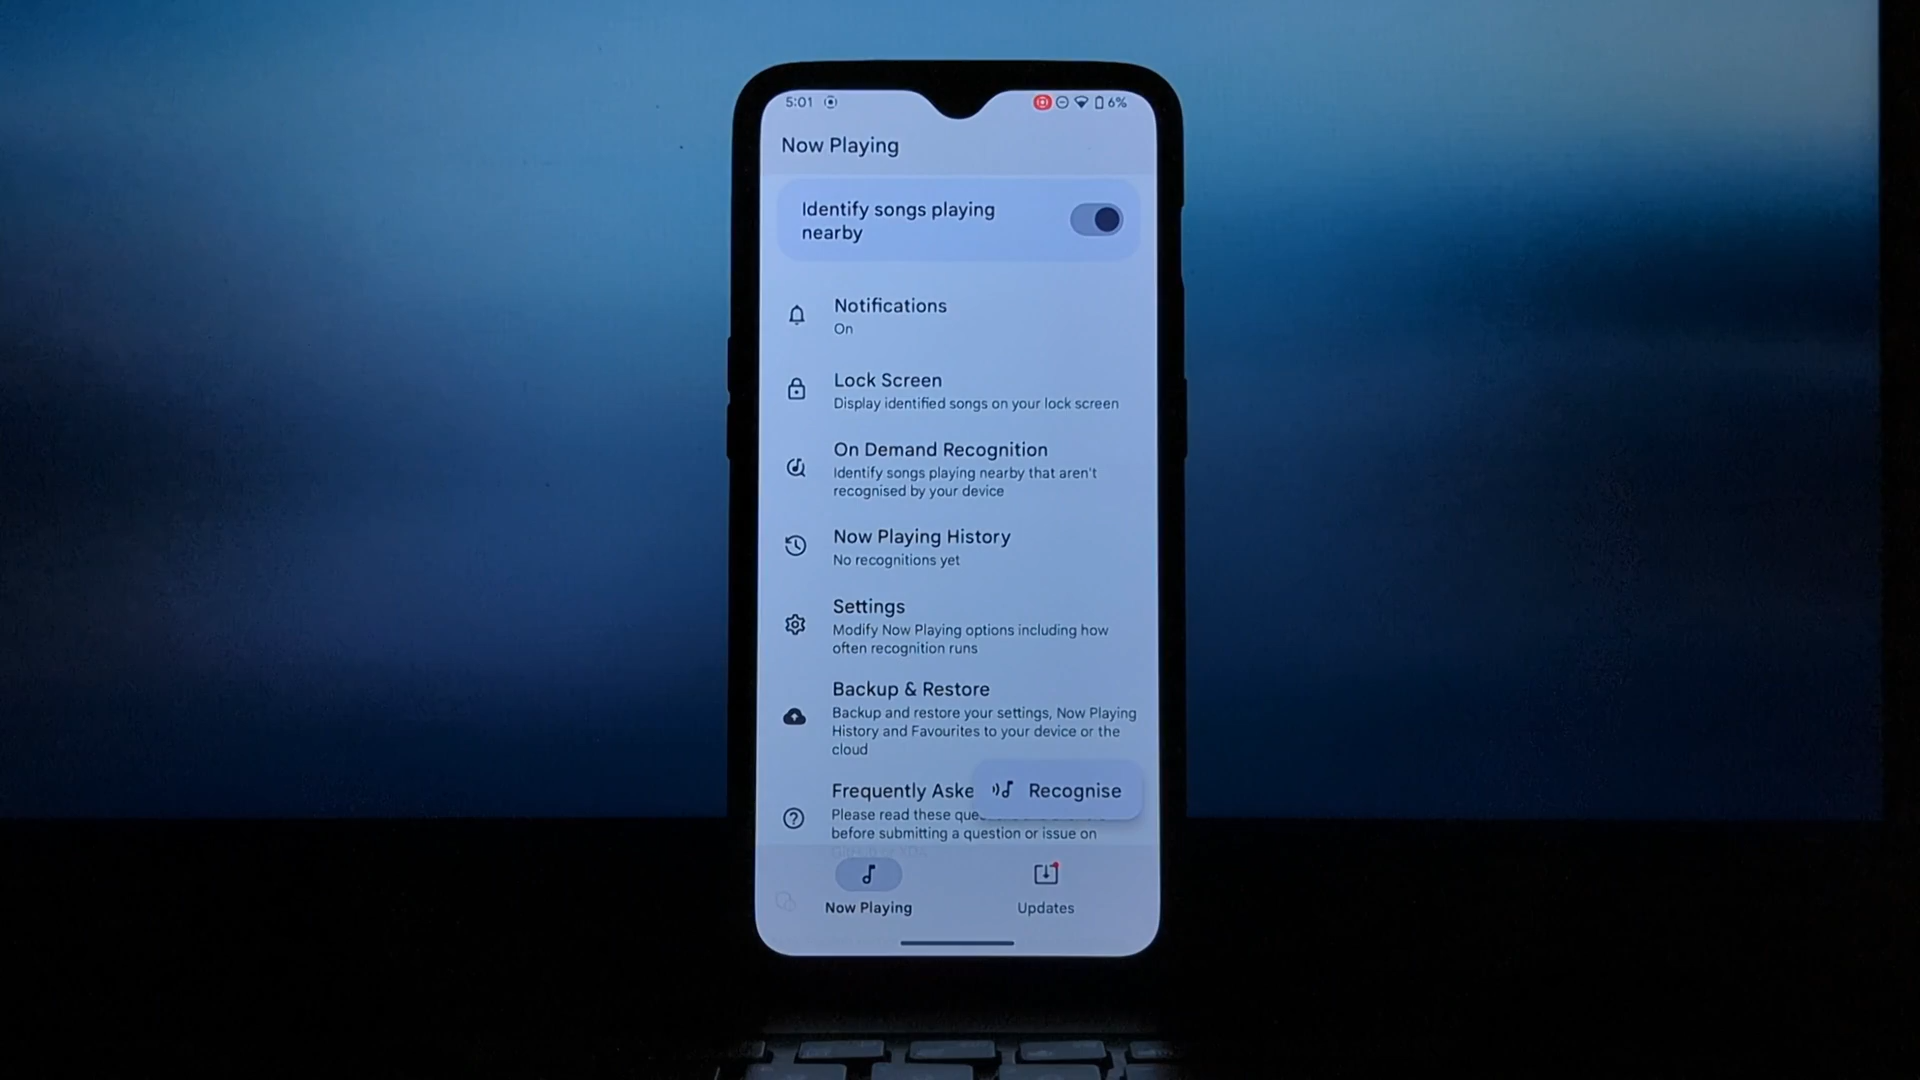 5:01 6%
Now Playing
Identify songs playing
nearby
Notifications
On
Lock Screen
Display identified songs on your lock screen
On Demand Recognition
Identify songs playing nearby that aren't
recognised by your device
Now Playing History
No recognitions yet
Settings
Modify Now Playing options including how
often recognition runs
Backup & Restore
Backup and restore your settings, Now Playing
History and Favourites to your device or the
cloud
Frequently Aske
Recognise
Please read these que
before submitting a question or issue on
Now Playing
Updates